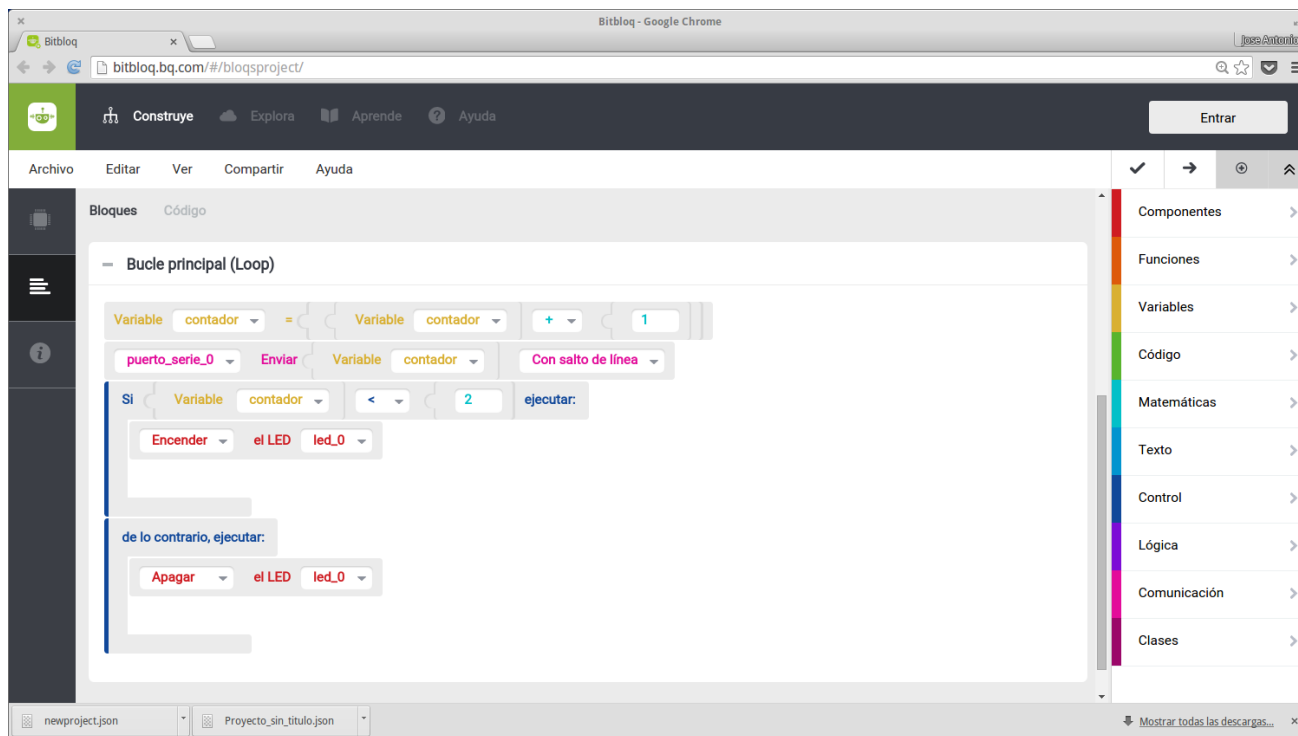 Bitbloq - Google Chrome
Bitbloq
Jose Antonio
bitbloq.bq.com/#/bloqsproject/
Construye Explora Aprende Ayuda Entrar
Archivo Editar Ver Compartir Ayuda
Bloques Código
Bucle principal (Loop)
Variable contador = Variable contador + 1
puerto_serie_0 Enviar Variable contador Con salto de línea
Si Variable contador < 2 ejecutar:
Encender el LED led_0
de lo contrario, ejecutar:
Apagar el LED led_0
Componentes
Funciones
Variables
Código
Matemáticas
Texto
Control
Lógica
Comunicación
Clases
newproject.json Proyecto_sin_titulo.json Mostrar todas las descargas...